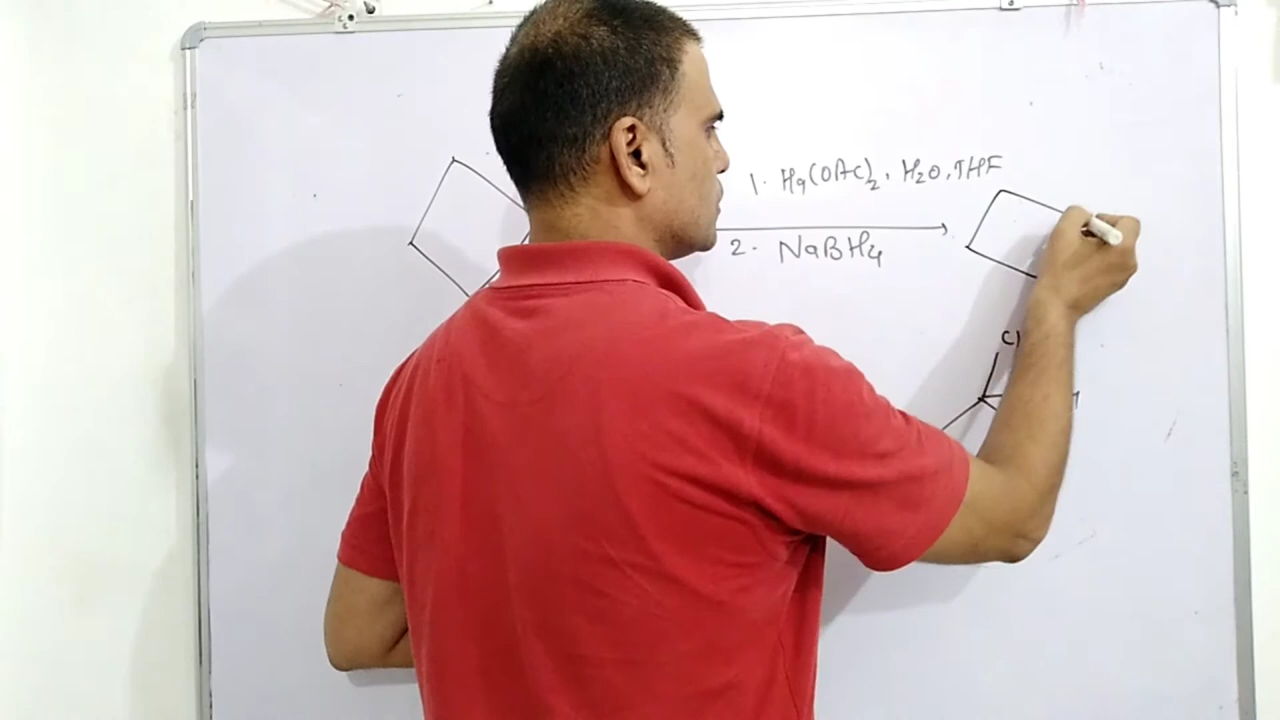 1. Hg(OAc)2, H2O, THF
2. NaBH4